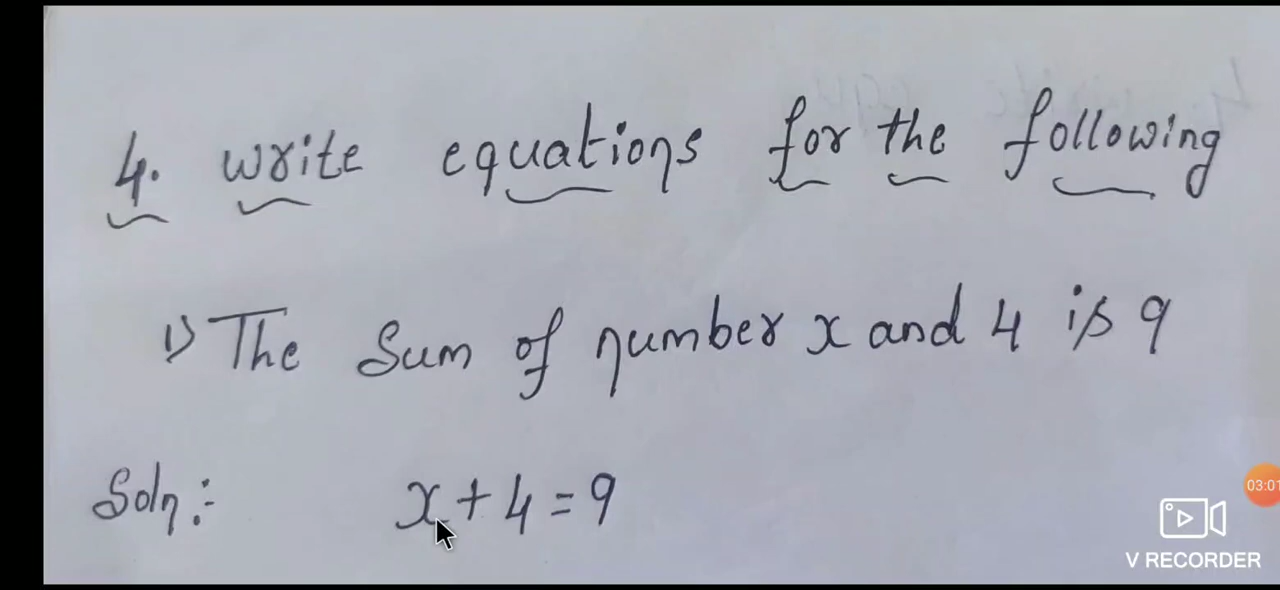 4. write equations for the following
1) The Sum of number x and 4 is 9
Soln:-   x + 4 = 9
03:01
V RECORDER